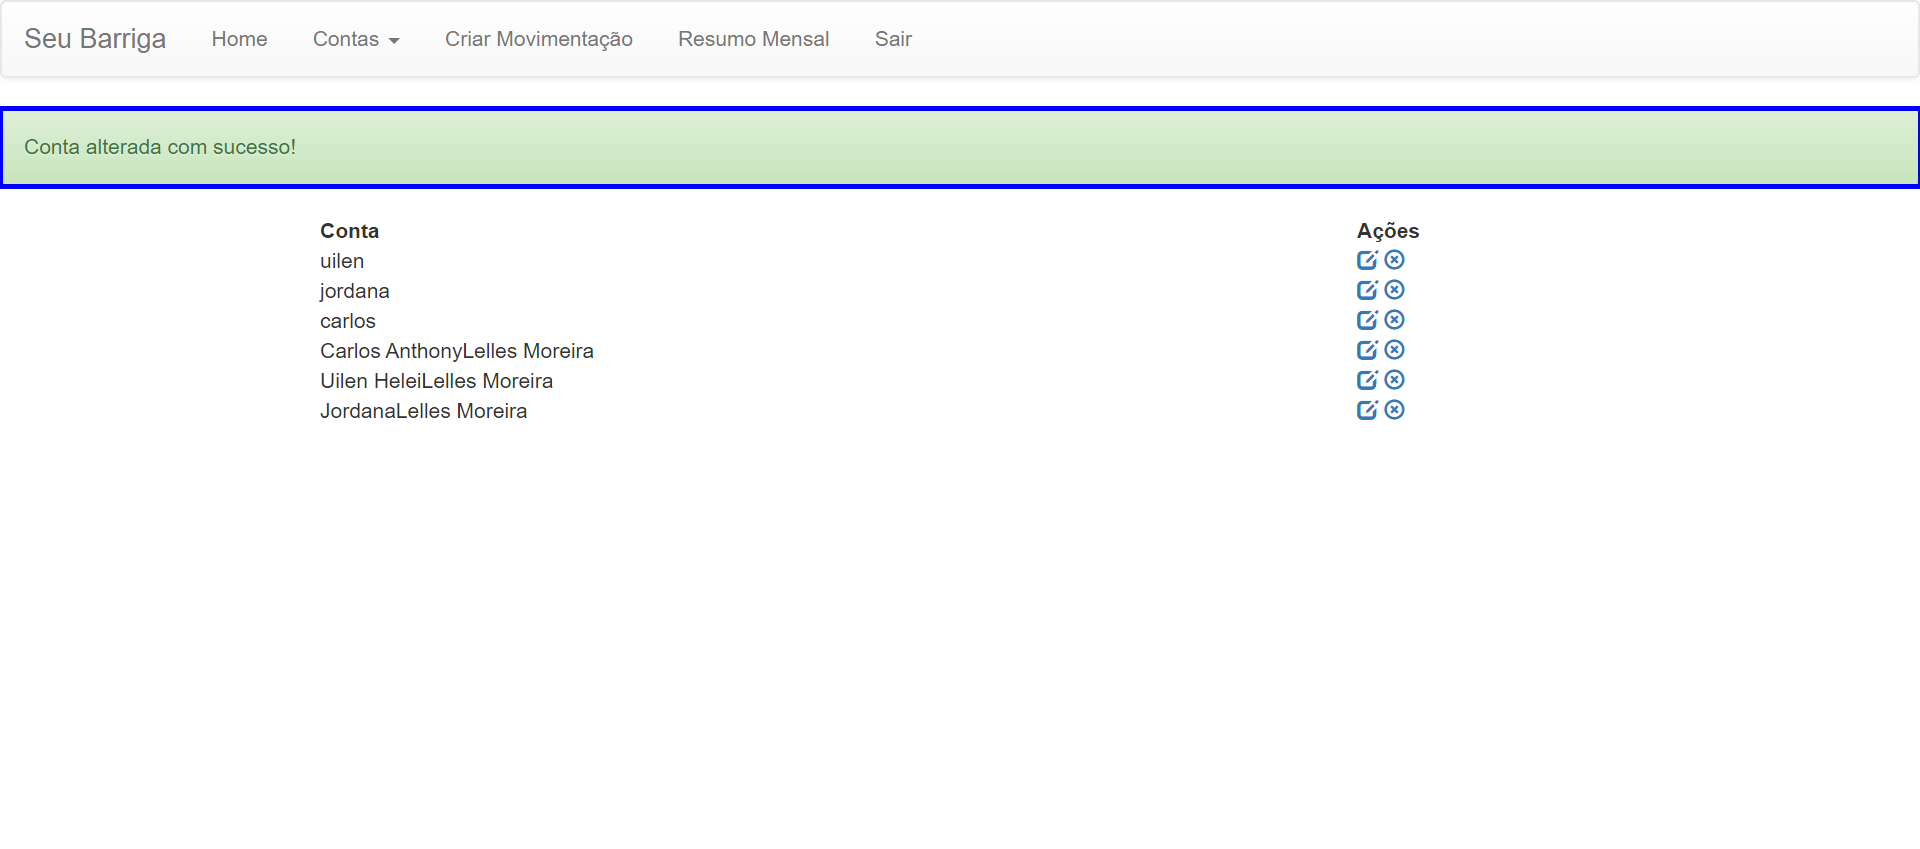 Seu Barriga Home Contas Criar Movimentação Resumo Mensal Sair
Conta alterada com sucesso!
Conta Ações
uilen
jordana
carlos
Carlos AnthonyLelles Moreira
Uilen HeleiLelles Moreira
JordanaLelles Moreira